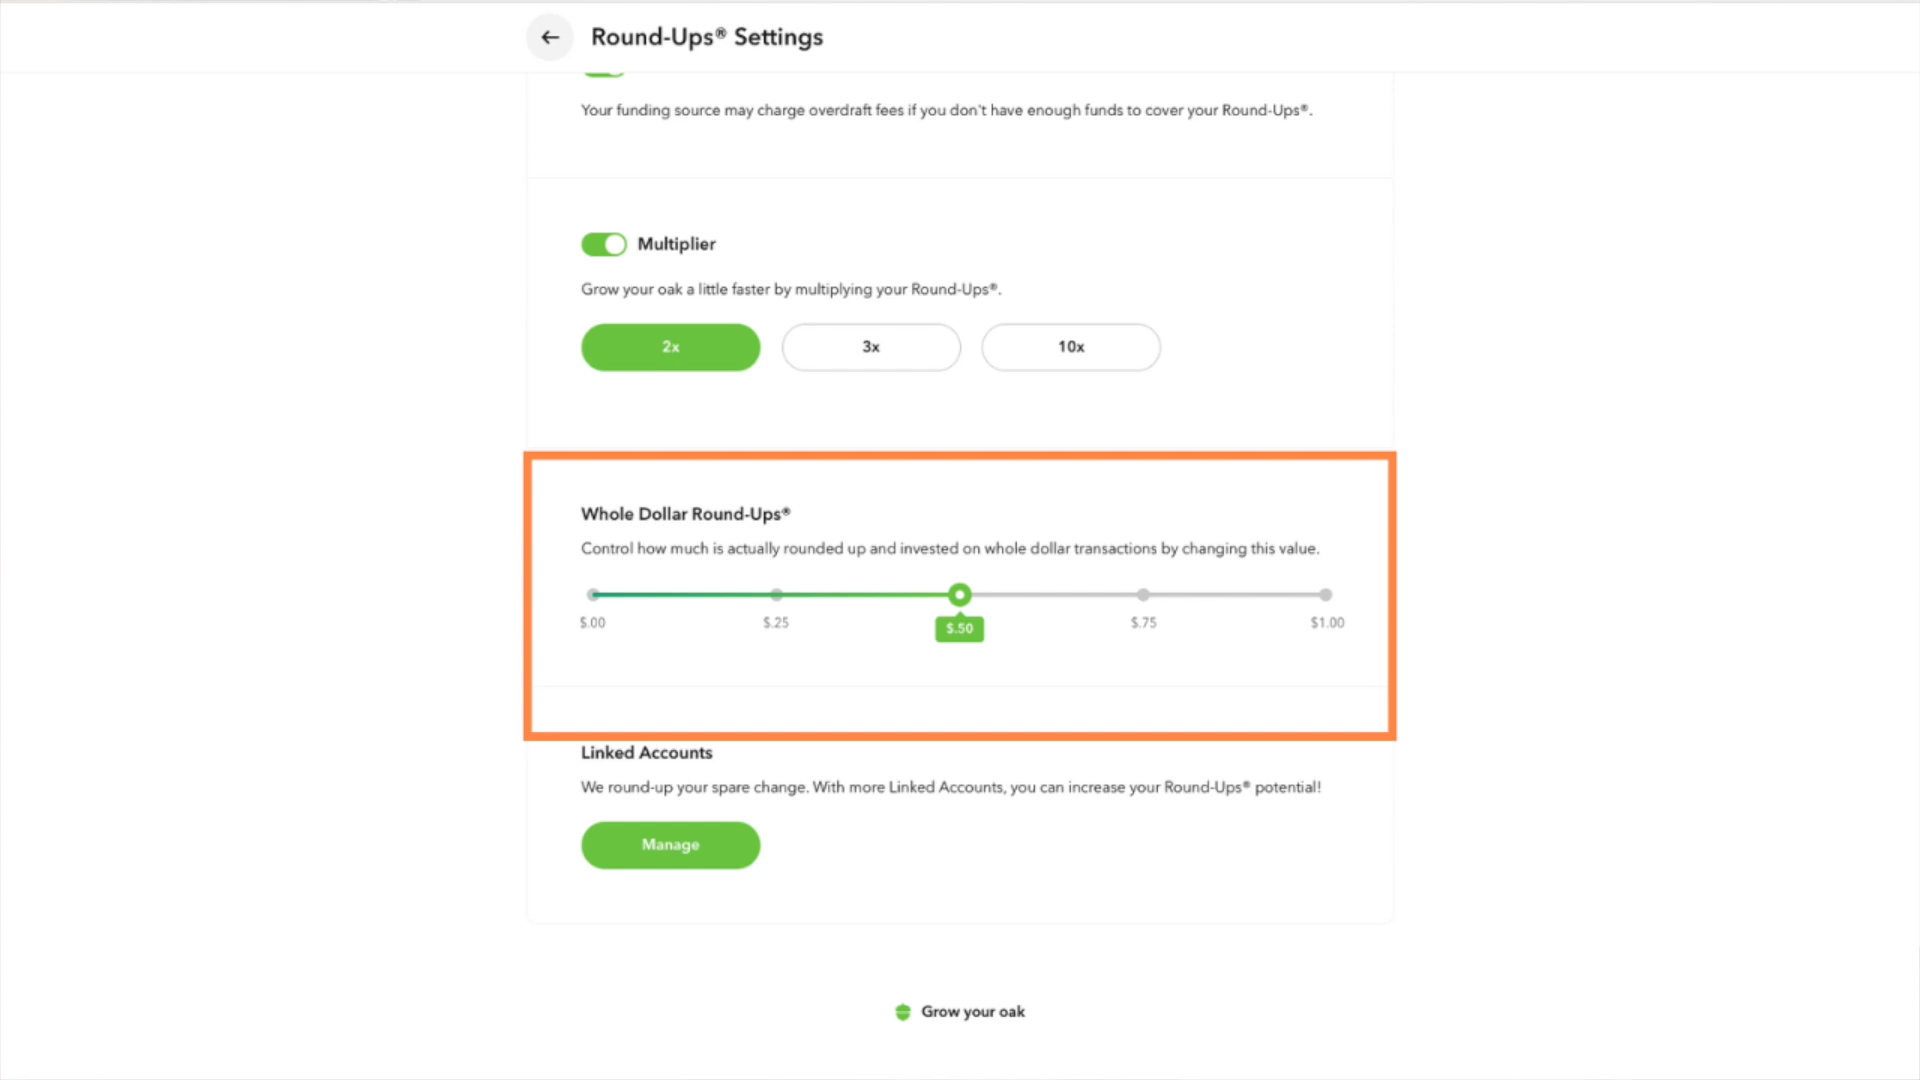 Round-Ups® Settings
Your funding source may charge overdraft fees if you don't have enough funds to cover your Round-Ups®.
Multiplier
Grow your oak a little faster by multiplying your Round-Ups®.
2x 3x 10x
Whole Dollar Round-Ups®
Control how much is actually rounded up and invested on whole dollar transactions by changing this value.
$.00 $.25 $.50 $.75 $1.00
Linked Accounts
We round-up your spare change. With more Linked Accounts, you can increase your Round-Ups® potential!
Manage
Grow your oak